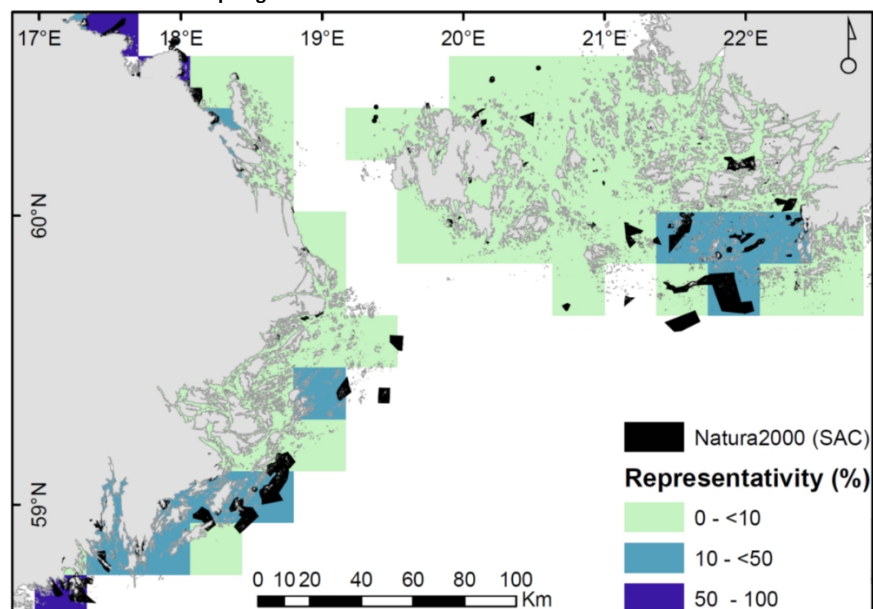 17°E 18°E 19°E 20°E 21°E 22°E
60°N
59°N
Natura2000 (SAC)
Representativity (%)
0 - <10
10 - <50
50 - 100
0 10 20 40 60 80 100
Km